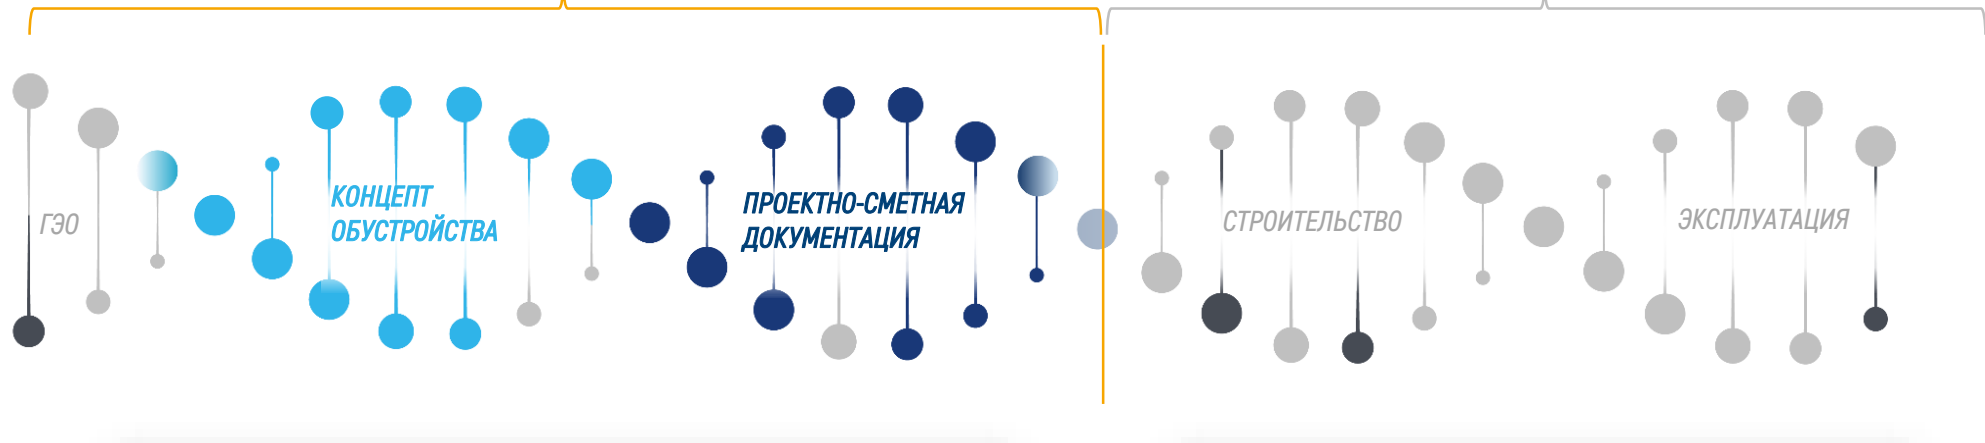 ГЭО
КОНЦЕПТ
ОБУСТРОЙСТВА
ПРОЕКТНО-СМЕТНАЯ
ДОКУМЕНТАЦИЯ
СТРОИТЕЛЬСТВО
ЭКСПЛУАТАЦИЯ